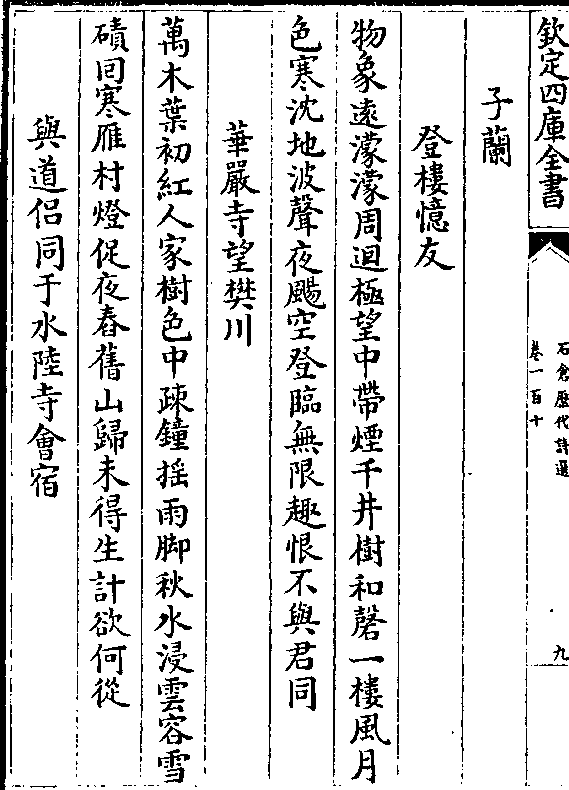 欽定四庫全書
石倉歷代詩選
卷一百十
九
子蘭
登樓憶友
物象遠濛濛周迴極望中帶煙千井樹和磬一樓風月
色寒沈地波聲夜颺空登臨無限趣恨不與君同
華嚴寺望樊川
萬木葉初紅人家樹色中疎鐘揺雨脚秋水浸雲容雪
磧回寒雁村燈促夜舂舊山歸未得生計欲何從
與道侶同于水陸寺會宿